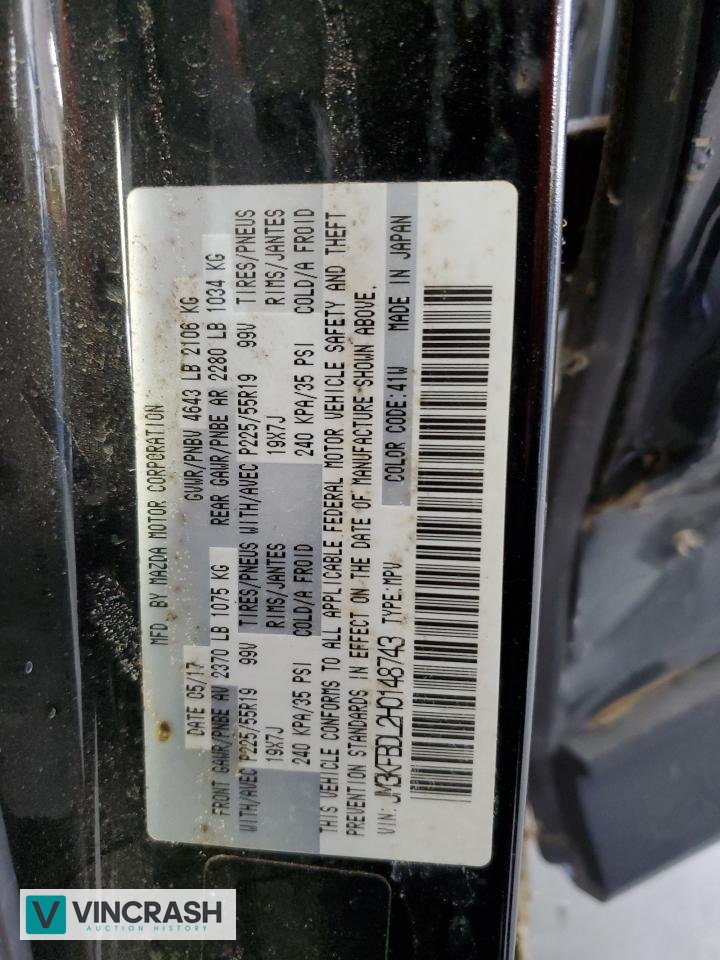 MFD. BY MAZDA MOTOR CORPORATION
DATE 05/17 GVWR/PNBV 4643 LB 2106 KG
FRONT GAWR/PNBE AV 2370 LB 1075 KG REAR GAWR/PNBE AR 2280 LB 1034 KG
WITH/AVEC P225/55R19 99V TIRES/PNEUS WITH/AVEC P225/55R19 99V TIRES/PNEUS
19X7J RIMS/JANTES 19X7J RIMS/JANTES
240 KPA/35 PSI COLD/A FROID 240 KPA/35 PSI COLD/A FROID
THIS VEHICLE CONFORMS TO ALL APPLICABLE FEDERAL MOTOR VEHICLE SAFETY AND THEFT
PREVENTION STANDARDS IN EFFECT ON THE DATE OF MANUFACTURE SHOWN ABOVE.
VIN: JM3KFBDL2H0148743 TYPE:MPV COLOR CODE:41W MADE IN JAPAN
V VINCRASH
AUCTION HISTORY